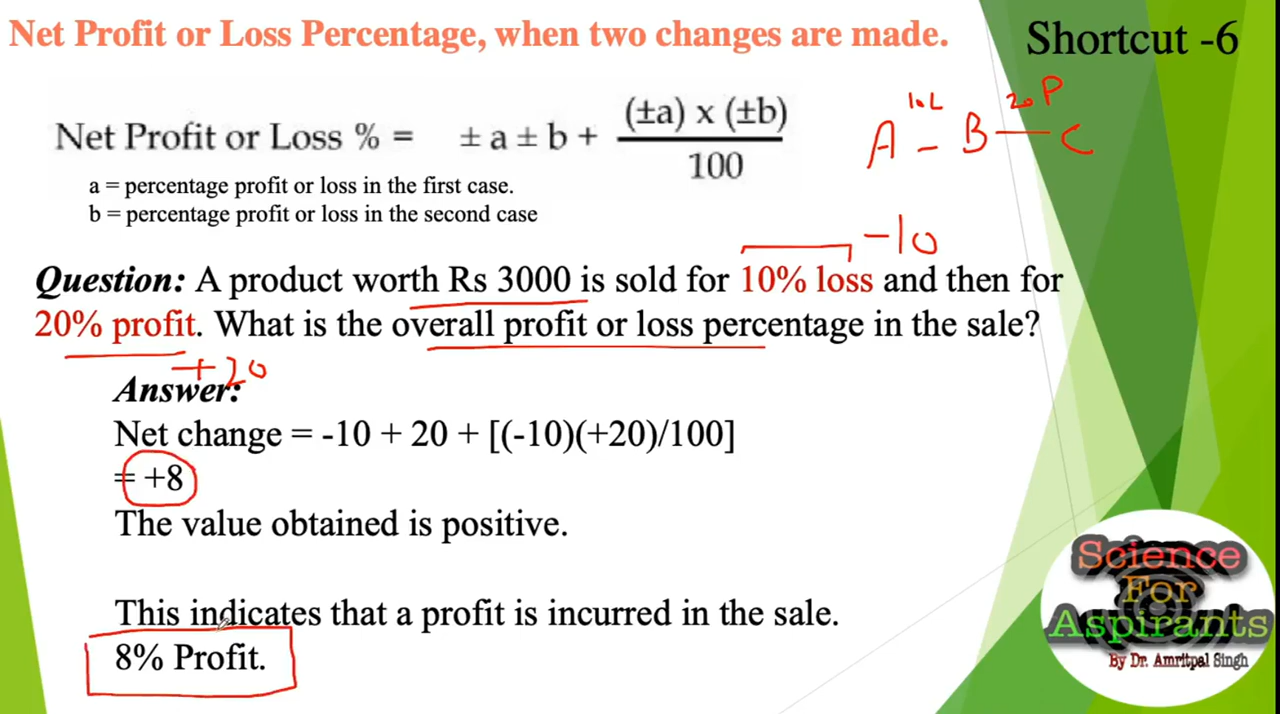 Net Profit or Loss Percentage, when two changes are made.
Shortcut -6
Net Profit or Loss % = ± a ± b + (±a) x (±b)
100
a = percentage profit or loss in the first case.
b = percentage profit or loss in the second case
10L 20 P
A - B — C
-10
Question: A product worth Rs 3000 is sold for 10% loss and then for
20% profit. What is the overall profit or loss percentage in the sale?
+20
Answer:
Net change = -10 + 20 + [(-10)(+20)/100]
= +8
The value obtained is positive.
This indicates that a profit is incurred in the sale.
8% Profit.
Science
For
Aspirants
By Dr. Amritpal Singh